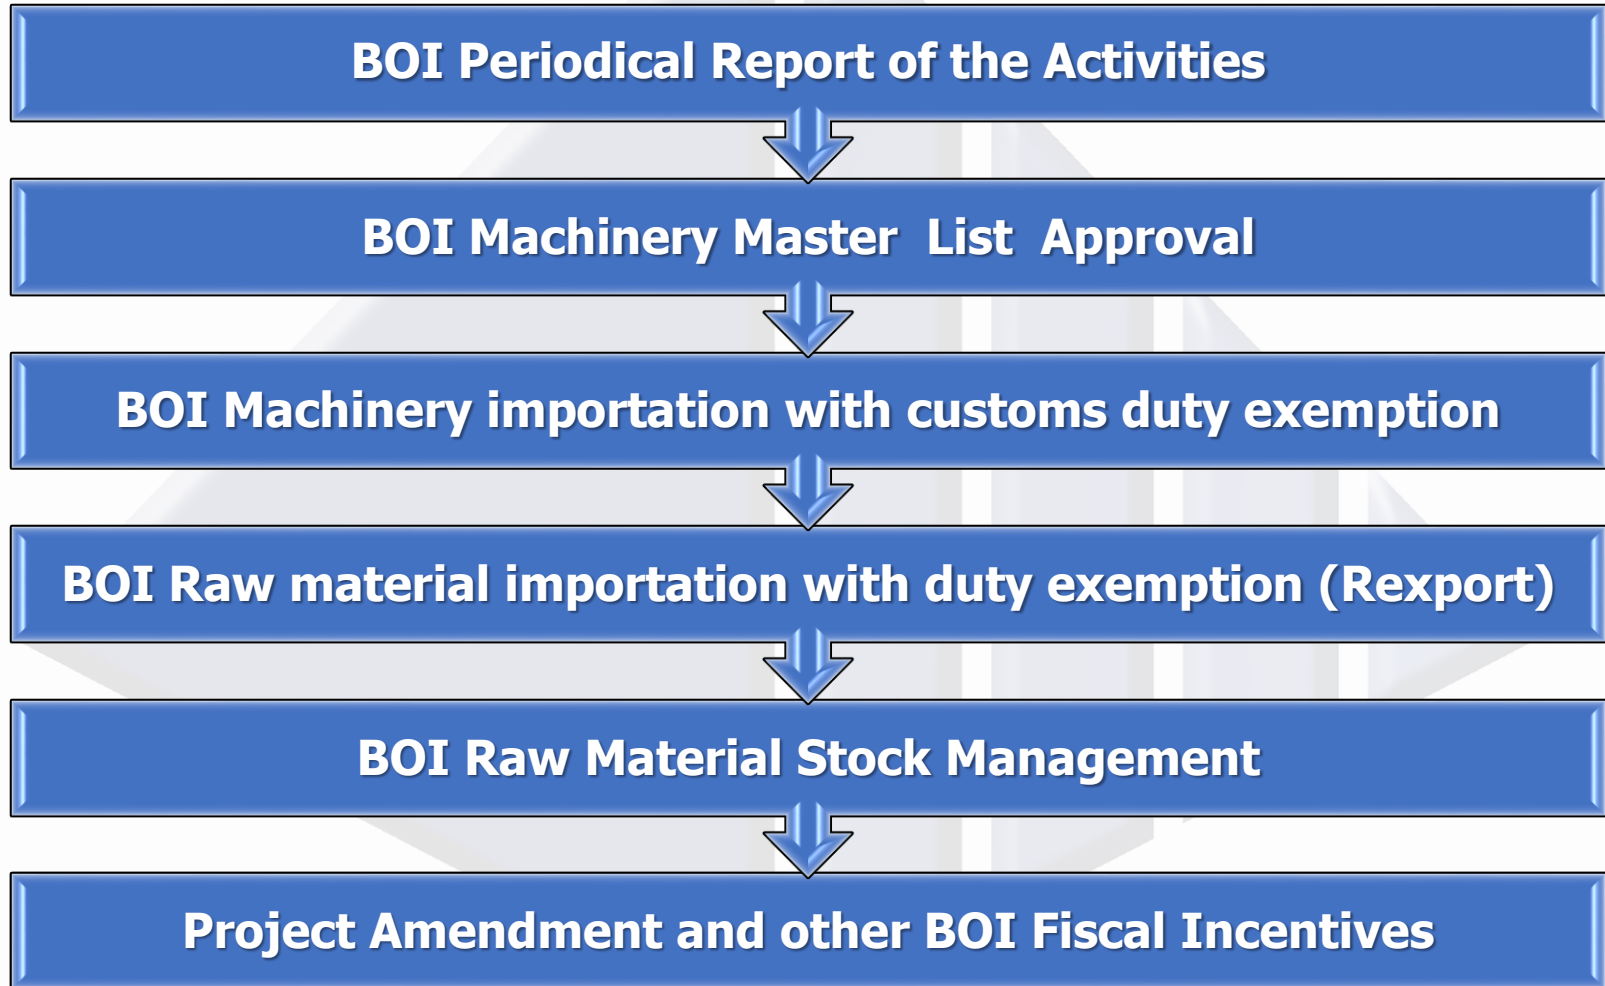 BOI Periodical Report of the Activities
BOI Machinery Master  List  Approval
BOI Machinery importation with customs duty exemption
BOI Raw material importation with duty exemption (Rexport)
BOI Raw Material Stock Management
Project Amendment and other BOI Fiscal Incentives